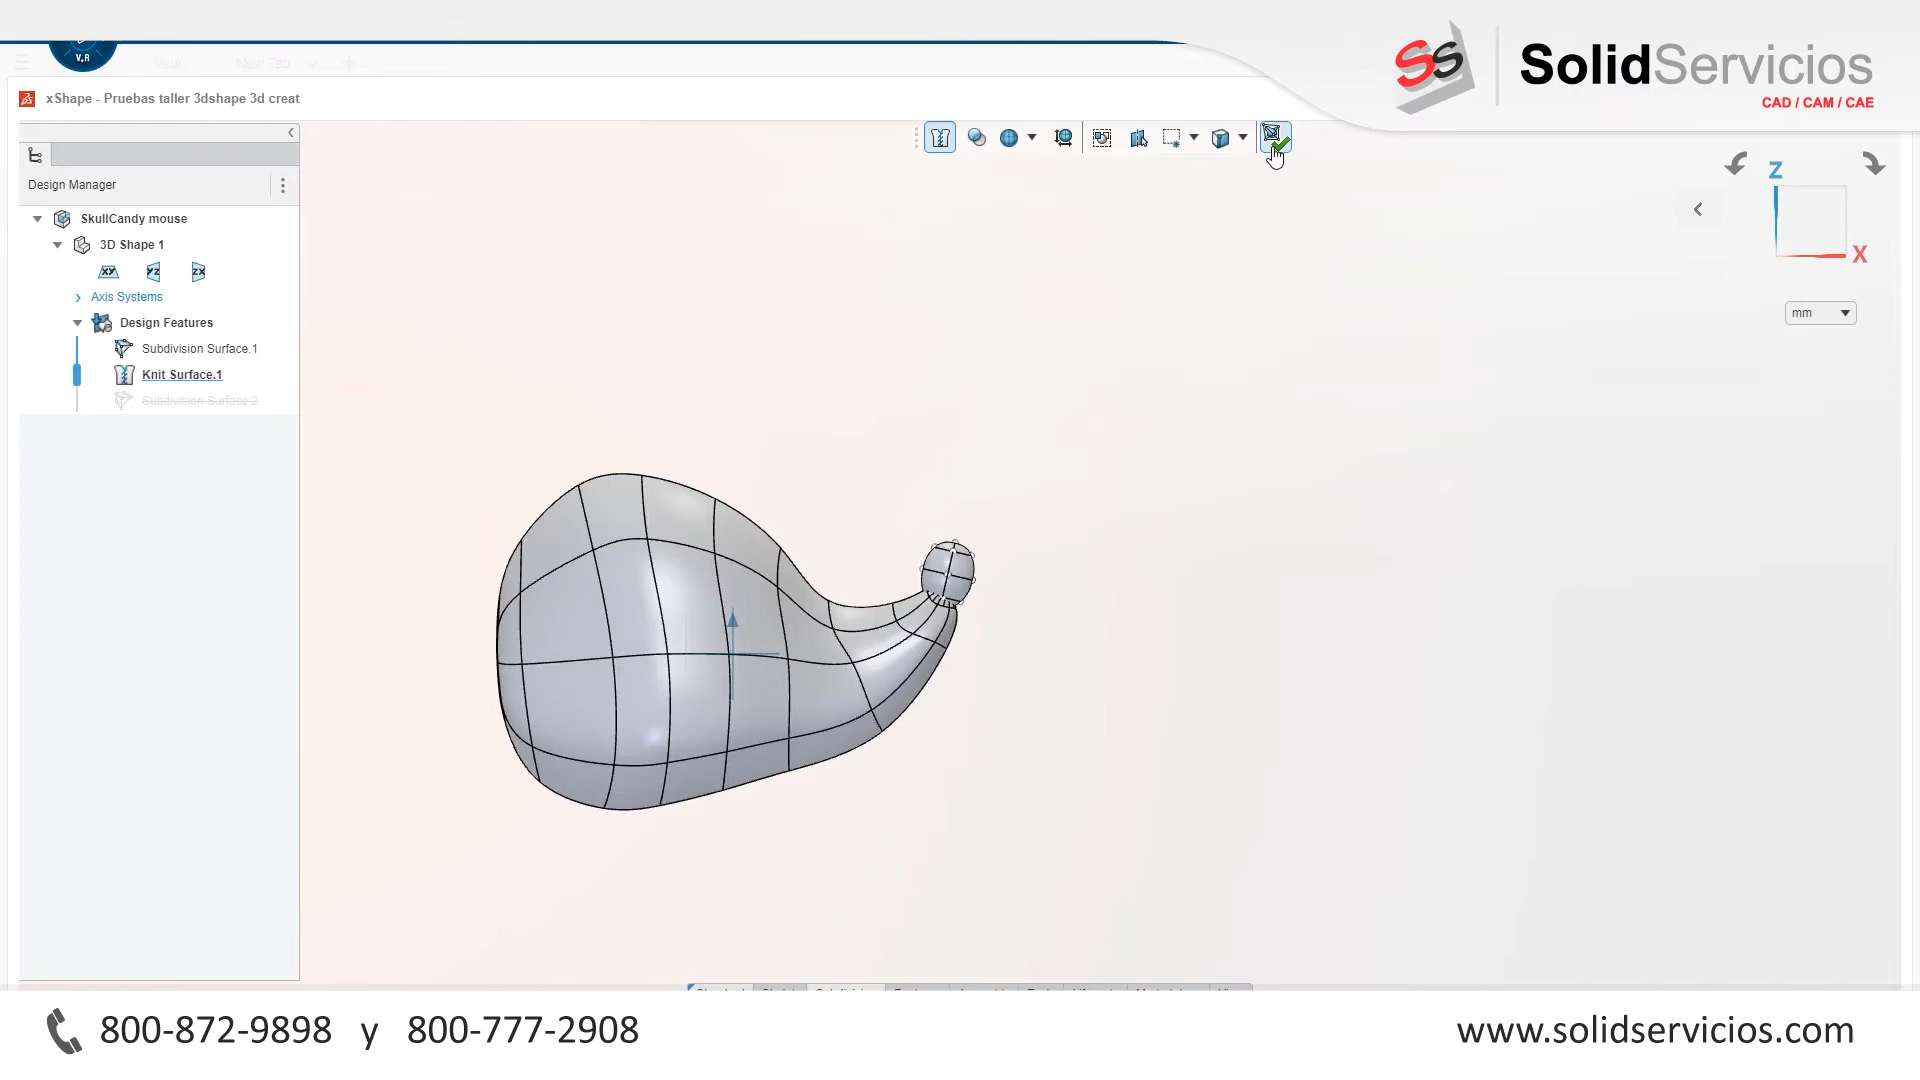 SS
SolidServicios
CAD / CAM / CAE
V.R
New Tab
xShape - Pruebas taller 3dshape 3d creat
Design Manager
SkullCandy mouse
3D Shape 1
XY YZ ZX
Axis Systems
Design Features
Subdivision Surface.1
Knit Surface.1
Subdivision Surface.2
Z
X
mm
800-872-9898 y 800-777-2908
www.solidservicios.com